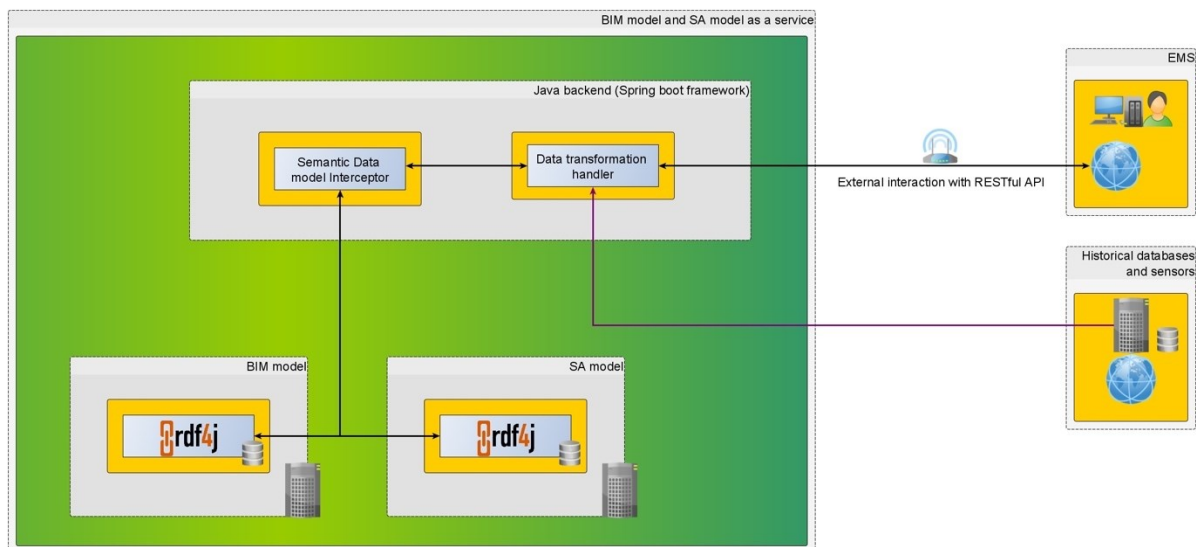 BIM model and SA model as a service
EMS
Java backend (Spring boot framework)
Semantic Data
model Interceptor
Data transformation
handler
External interaction with RESTful API
Historical databases
and sensors
BIM model
SA model
rdf4j
rdf4j